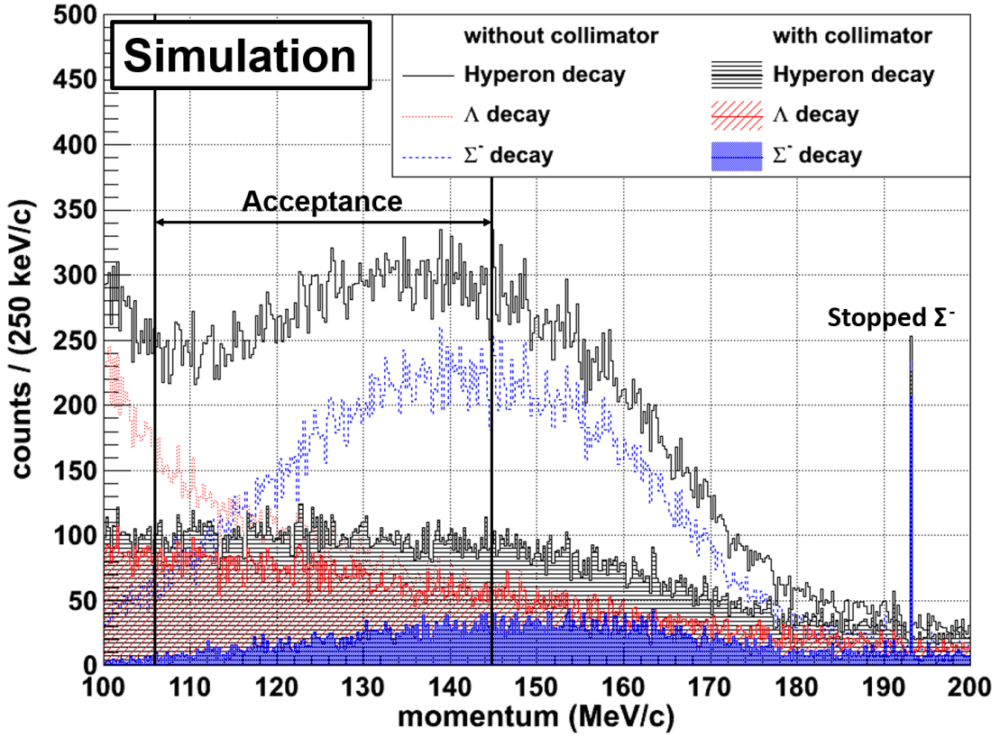 Simulation
without collimator with collimator
Hyperon decay Hyperon decay
Λ decay Λ decay
Σ⁻ decay Σ⁻ decay
Acceptance
Stopped Σ⁻
counts / (250 keV/c)
500
450
400
350
300
250
200
150
100
50
0
100 110 120 130 140 150 160 170 180 190 200
momentum (MeV/c)